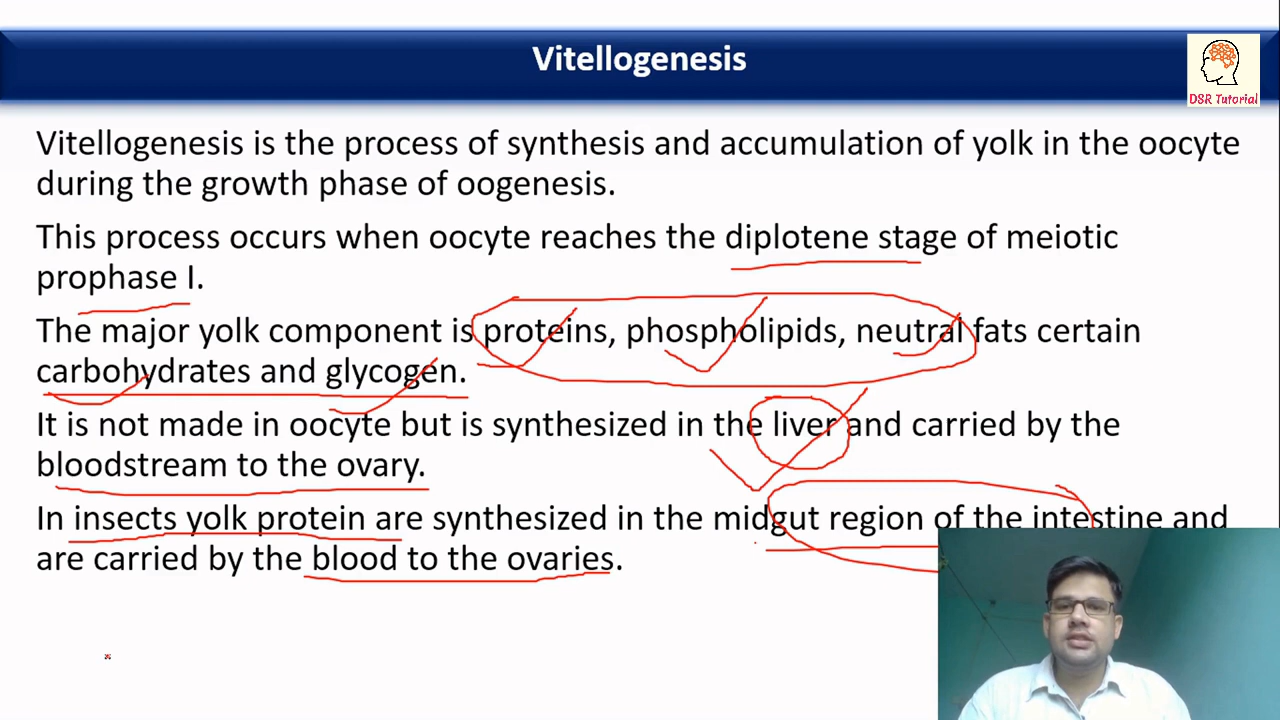 Vitellogenesis
DSR Tutorial
Vitellogenesis is the process of synthesis and accumulation of yolk in the oocyte
during the growth phase of oogenesis.
This process occurs when oocyte reaches the diplotene stage of meiotic
prophase I.
The major yolk component is proteins, phospholipids, neutral fats certain
carbohydrates and glycogen.
It is not made in oocyte but is synthesized in the liver and carried by the
bloodstream to the ovary.
In insects yolk protein are synthesized in the midgut region of the intestine and
are carried by the blood to the ovaries.